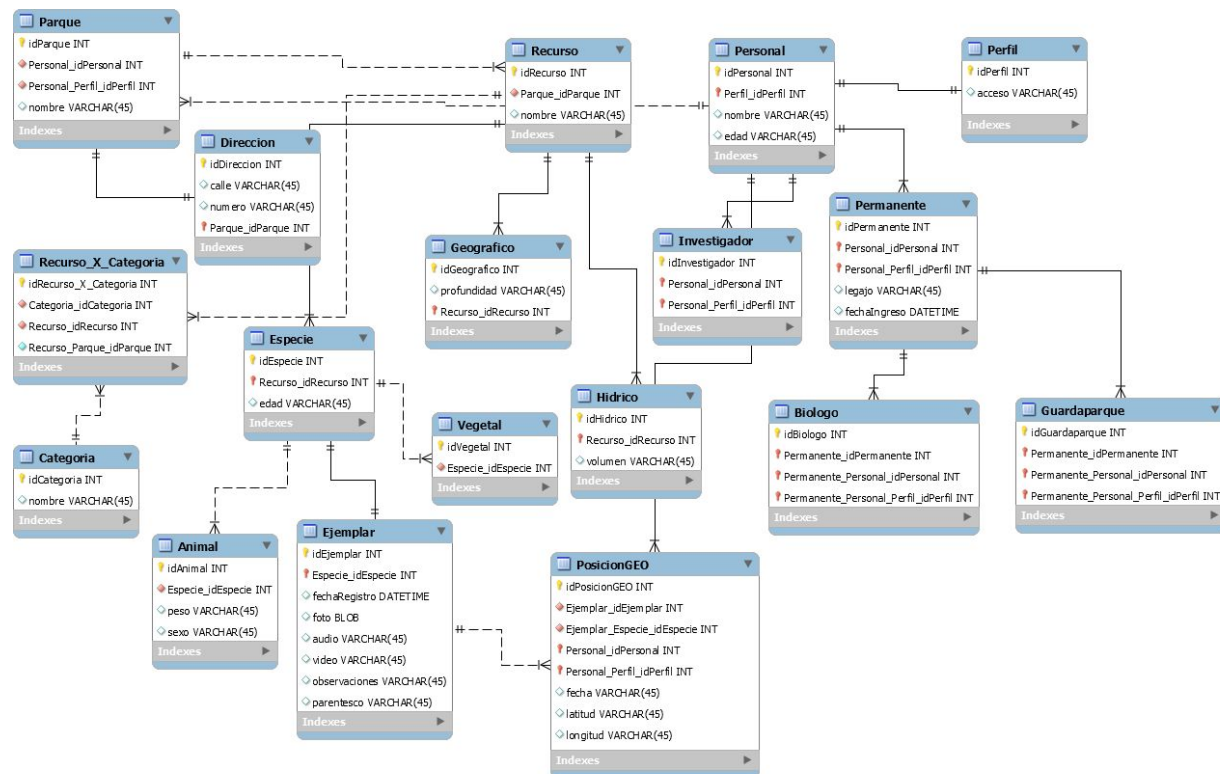 Parque
idParque INT
Personal_idPersonal INT
Personal_Perfil_idPerfil INT
nombre VARCHAR(45)
Indexes
Recurso
idRecurso INT
Parque_idParque INT
nombre VARCHAR(45)
Indexes
Personal
idPersonal INT
Perfil_idPerfil INT
nombre VARCHAR(45)
edad VARCHAR(45)
Indexes
Perfil
idPerfil INT
acceso VARCHAR(45)
Indexes
Direccion
idDireccion INT
calle VARCHAR(45)
numero VARCHAR(45)
Parque_idParque INT
Indexes
Recurso_X_Categoria
idRecurso_X_Categoria INT
Categoria_idCategoria INT
Recurso_idRecurso INT
Recurso_Parque_idParque INT
Indexes
Geografico
idGeografico INT
profundidad VARCHAR(45)
Recurso_idRecurso INT
Indexes
Investigador
idInvestigador INT
Personal_idPersonal INT
Personal_Perfil_idPerfil INT
Indexes
Permanente
idPermanente INT
Personal_idPersonal INT
Personal_Perfil_idPerfil INT
legajo VARCHAR(45)
fechaIngreso DATETIME
Indexes
Especie
idEspecie INT
Recurso_idRecurso INT
edad VARCHAR(45)
Indexes
Vegetal
idVegetal INT
Especie_idEspecie INT
Indexes
Hidrico
idHidrico INT
Recurso_idRecurso INT
volumen VARCHAR(45)
Indexes
Biologo
idBiologo INT
Permanente_idPermanente INT
Permanente_Personal_idPersonal INT
Permanente_Personal_Perfil_idPerfil INT
Indexes
Guardaparque
idGuardaparque INT
Permanente_idPermanente INT
Permanente_Personal_idPersonal INT
Permanente_Personal_Perfil_idPerfil INT
Indexes
Categoria
idCategoria INT
nombre VARCHAR(45)
Indexes
Animal
idAnimal INT
Especie_idEspecie INT
peso VARCHAR(45)
sexo VARCHAR(45)
Indexes
Ejemplar
idEjemplar INT
Especie_idEspecie INT
fechaRegistro DATETIME
foto BLOB
audio VARCHAR(45)
video VARCHAR(45)
observaciones VARCHAR(45)
parentesco VARCHAR(45)
Indexes
PosicionGEO
idPosicionGEO INT
Ejemplar_idEjemplar INT
Ejemplar_Especie_idEspecie INT
Personal_idPersonal INT
Personal_Perfil_idPerfil INT
fecha VARCHAR(45)
latitud VARCHAR(45)
longitud VARCHAR(45)
Indexes